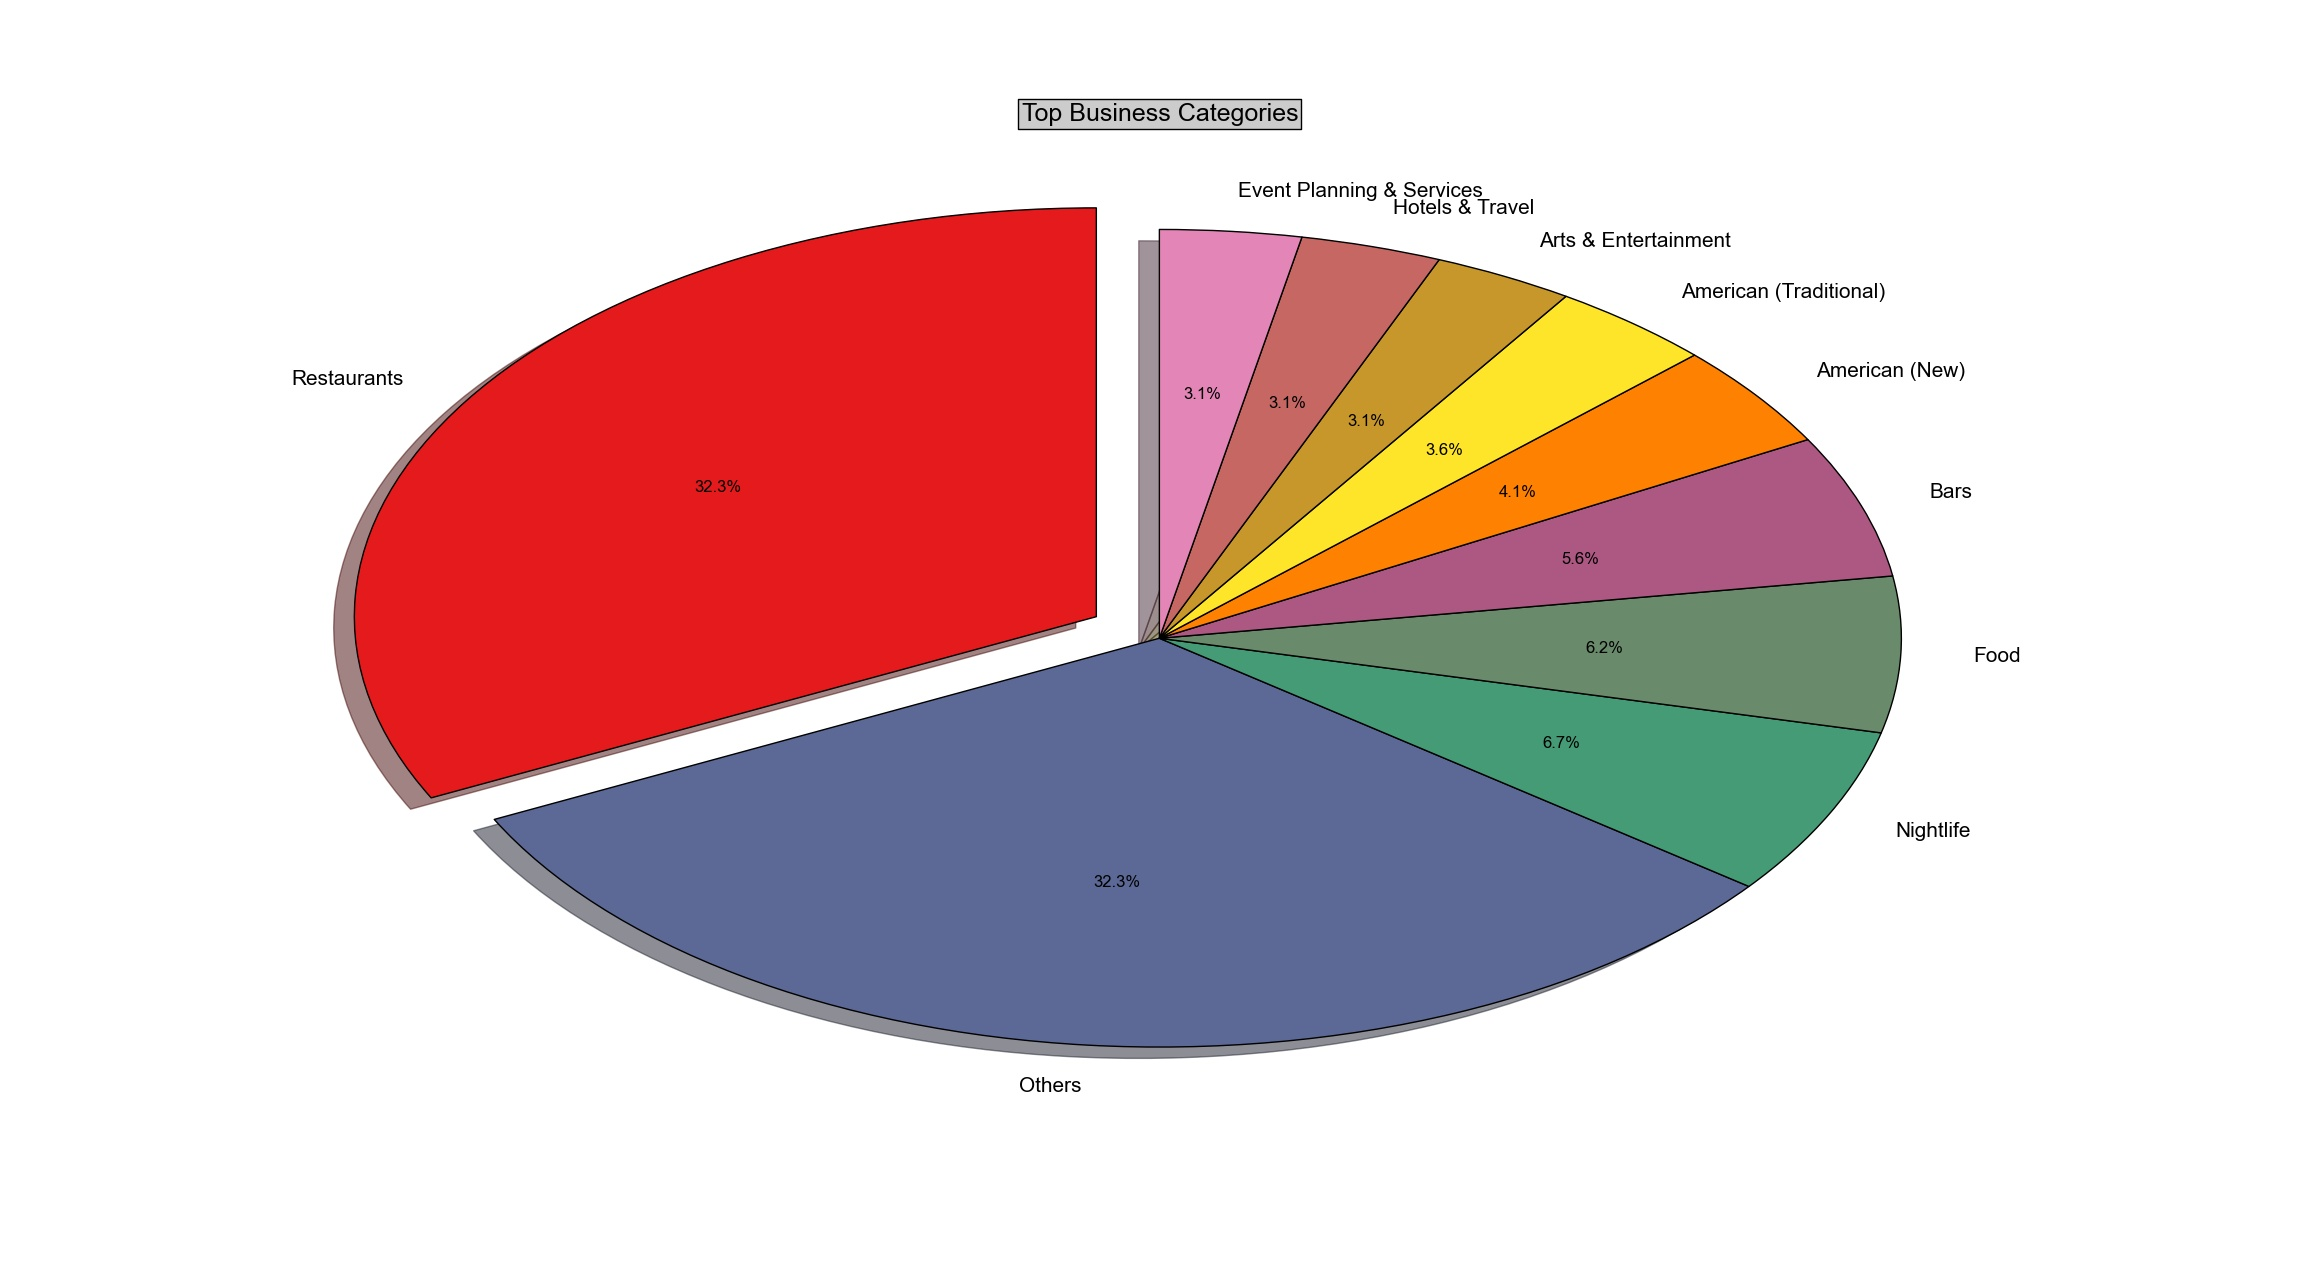 Top Business Categories
Event Planning & Services
Hotels & Travel
Arts & Entertainment
American (Traditional)
American (New)
Restaurants
3.1%
3.1%
3.1%
3.6%
32.3%
4.1%
Bars
5.6%
6.2%
Food
6.7%
Nightlife
32.3%
Others